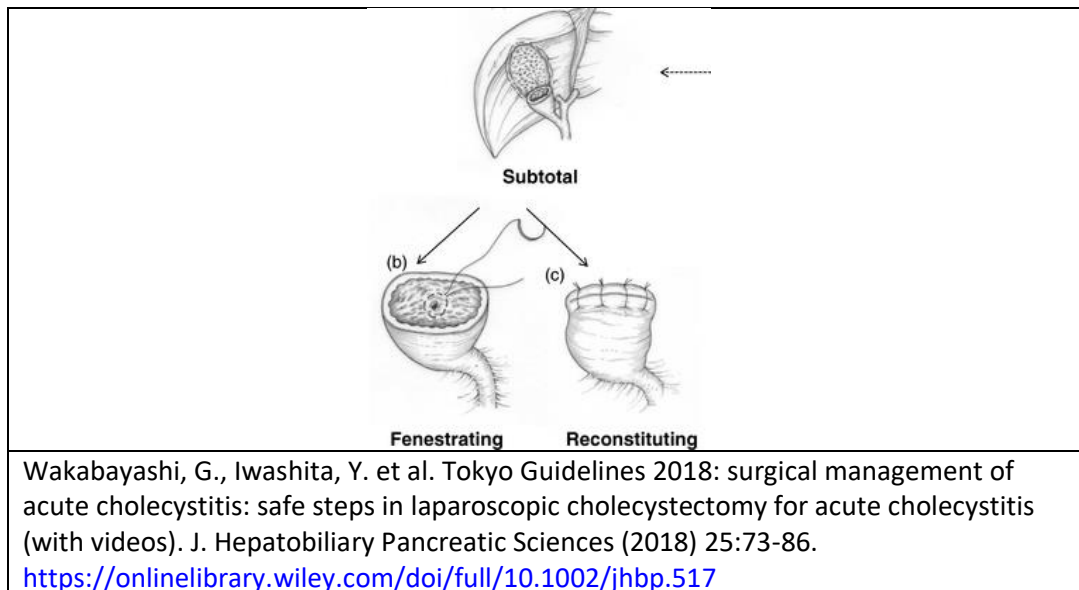 Subtotal
(b)
(c)
Fenestrating
Reconstituting
Wakabayashi, G., Iwashita, Y. et al. Tokyo Guidelines 2018: surgical management of
acute cholecystitis: safe steps in laparoscopic cholecystectomy for acute cholecystitis
(with videos). J. Hepatobiliary Pancreatic Sciences (2018) 25:73-86.
https://onlinelibrary.wiley.com/doi/full/10.1002/jhbp.517